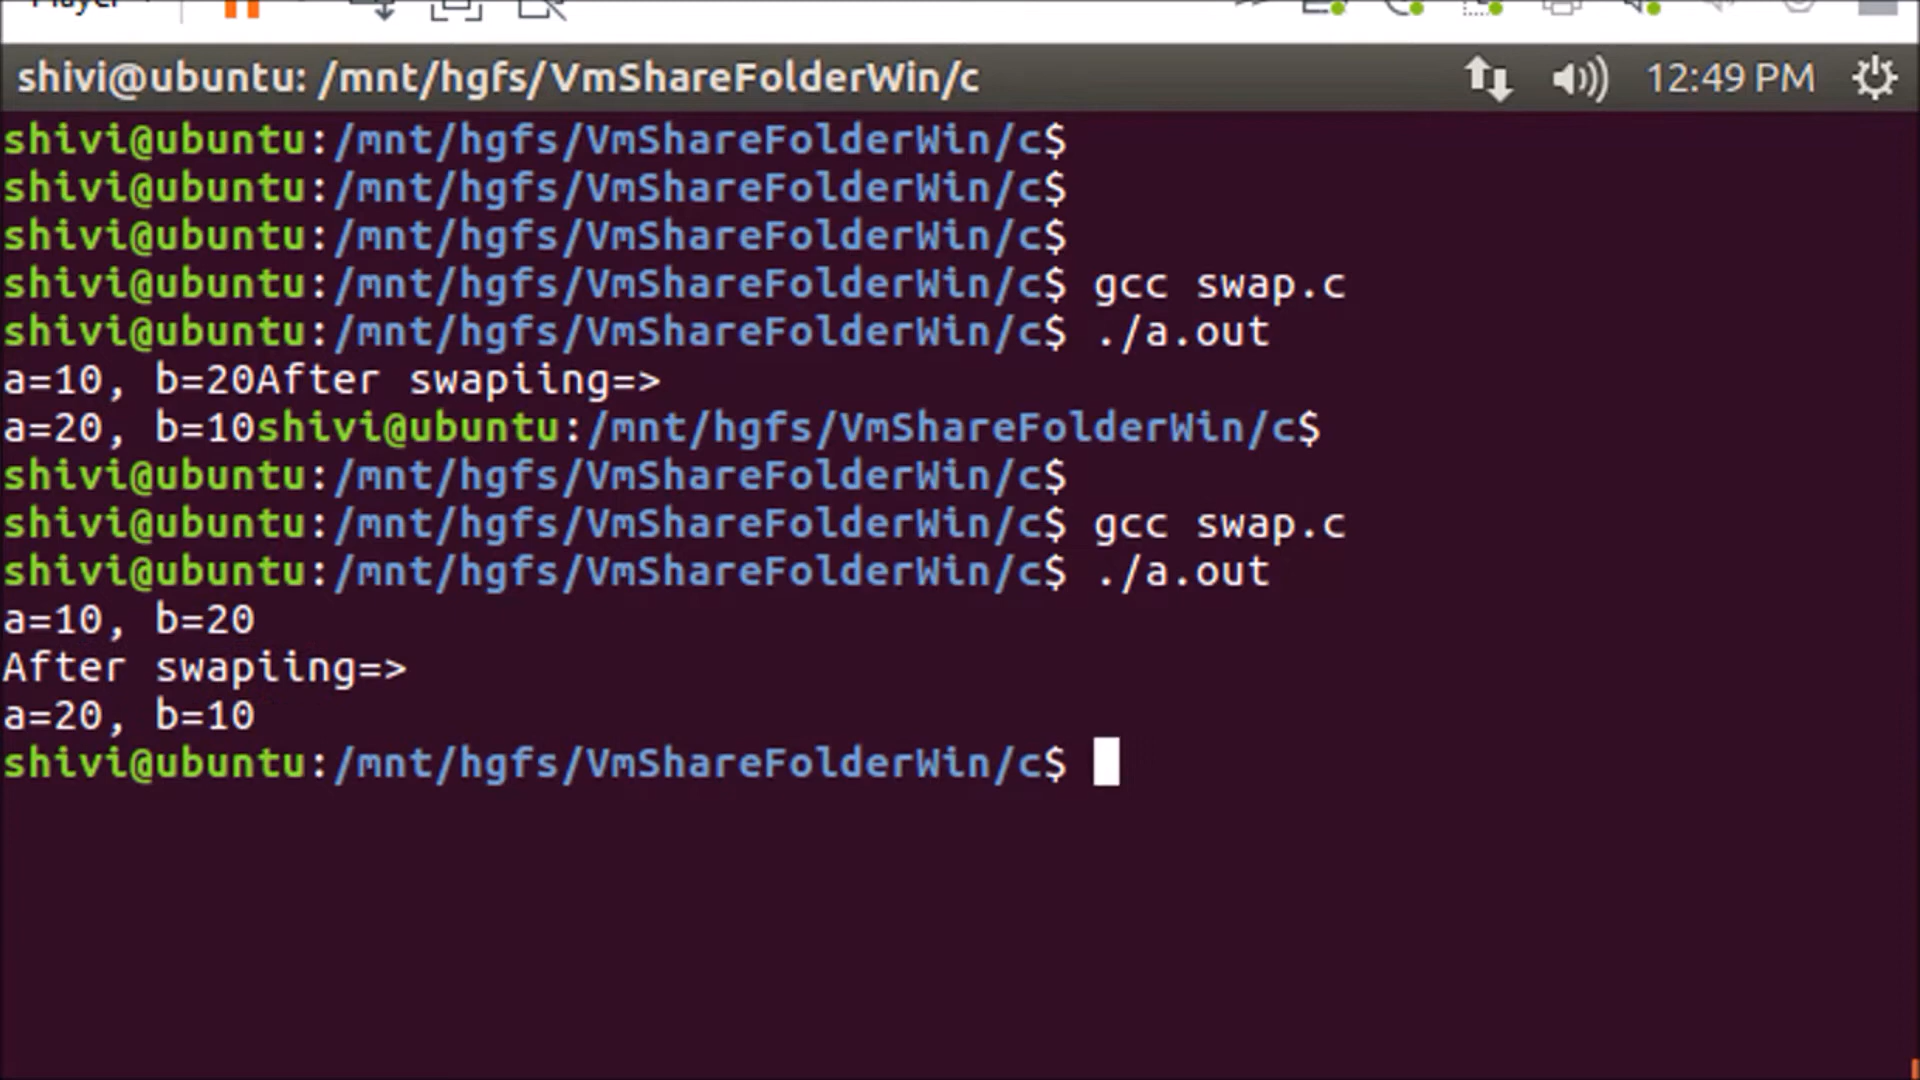 Player
shivi@ubuntu: /mnt/hgfs/VmShareFolderWin/c
12:49 PM
shivi@ubuntu:/mnt/hgfs/VmShareFolderWin/c$
shivi@ubuntu:/mnt/hgfs/VmShareFolderWin/c$
shivi@ubuntu:/mnt/hgfs/VmShareFolderWin/c$
shivi@ubuntu:/mnt/hgfs/VmShareFolderWin/c$ gcc swap.c
shivi@ubuntu:/mnt/hgfs/VmShareFolderWin/c$ ./a.out
a=10, b=20After swapiing=>
a=20, b=10shivi@ubuntu:/mnt/hgfs/VmShareFolderWin/c$
shivi@ubuntu:/mnt/hgfs/VmShareFolderWin/c$
shivi@ubuntu:/mnt/hgfs/VmShareFolderWin/c$ gcc swap.c
shivi@ubuntu:/mnt/hgfs/VmShareFolderWin/c$ ./a.out
a=10, b=20
After swapiing=>
a=20, b=10
shivi@ubuntu:/mnt/hgfs/VmShareFolderWin/c$